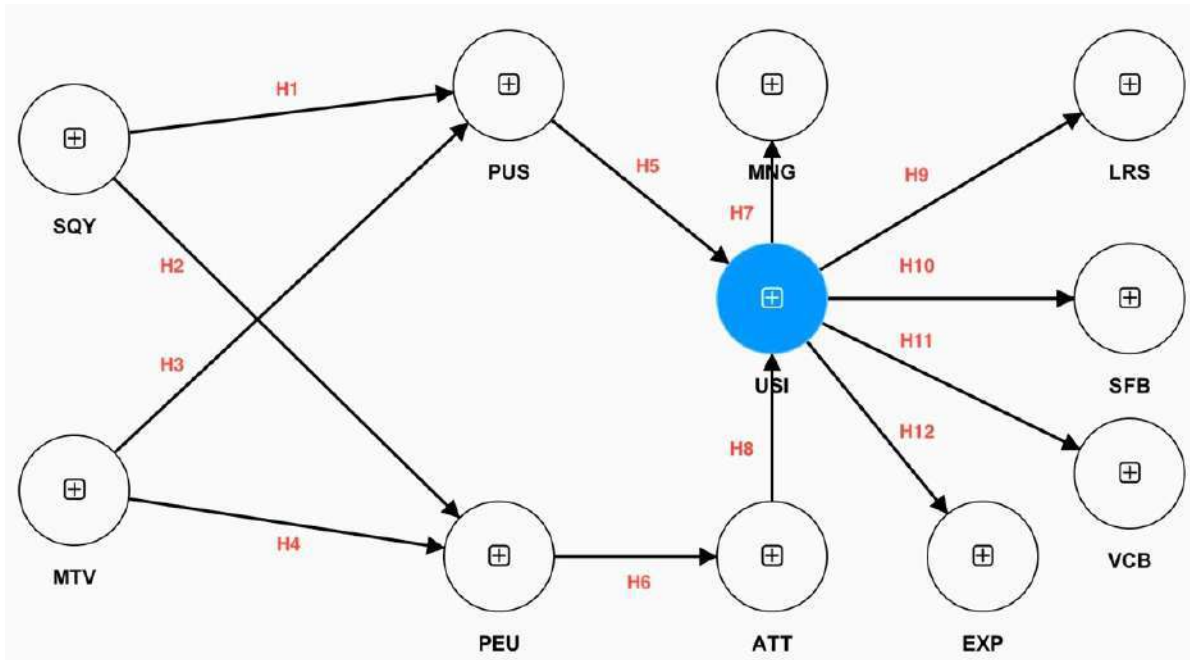 H1
PUS
MNG
LRS
SQY
H5
H9
H7
H2
H10
H3
H11
USI
SFB
H12
H8
MTV
H4
H6
VCB
PEU
ATT
EXP